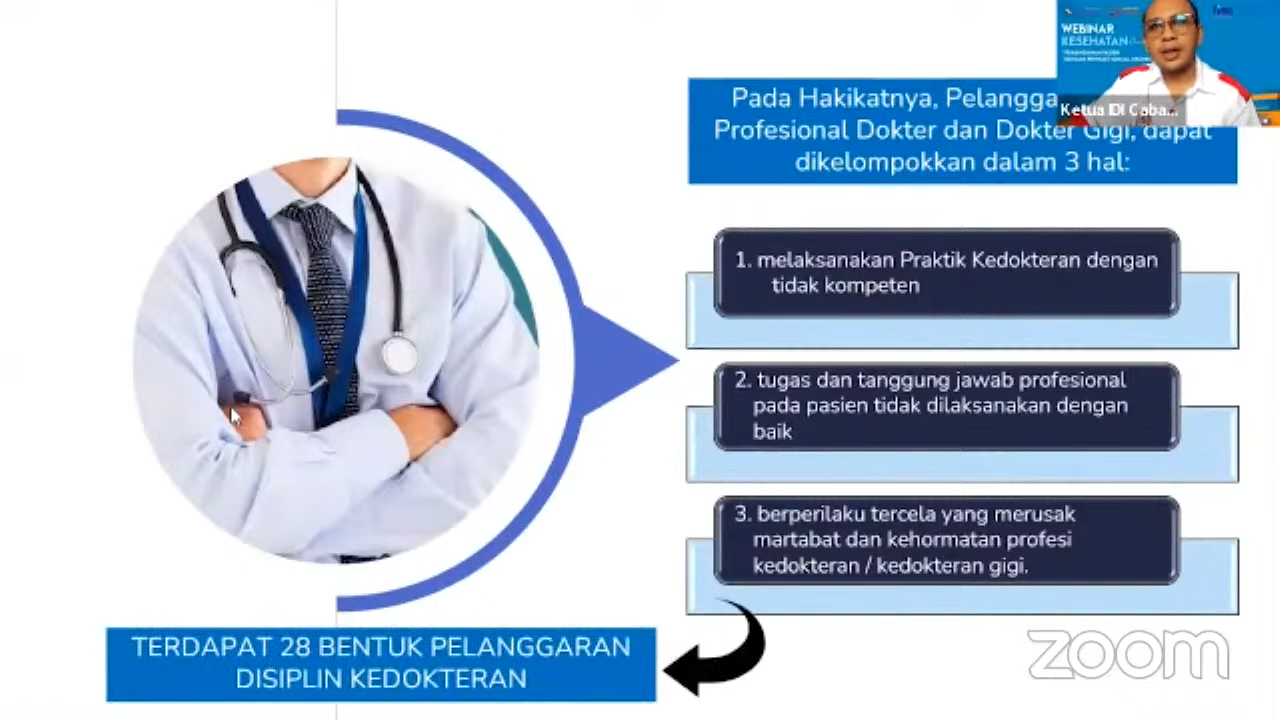 WEBINAR
KESEHATAN
Ketua IDI Caba...
Pada Hakikatnya, Pelangga
Profesional Dokter dan Dokter Gigi, dapat
dikelompokkan dalam 3 hal:
1. melaksanakan Praktik Kedokteran dengan
tidak kompeten
2. tugas dan tanggung jawab profesional
pada pasien tidak dilaksanakan dengan
baik
3. berperilaku tercela yang merusak
martabat dan kehormatan profesi
kedokteran / kedokteran gigi.
TERDAPAT 28 BENTUK PELANGGARAN
DISIPLIN KEDOKTERAN
zoom